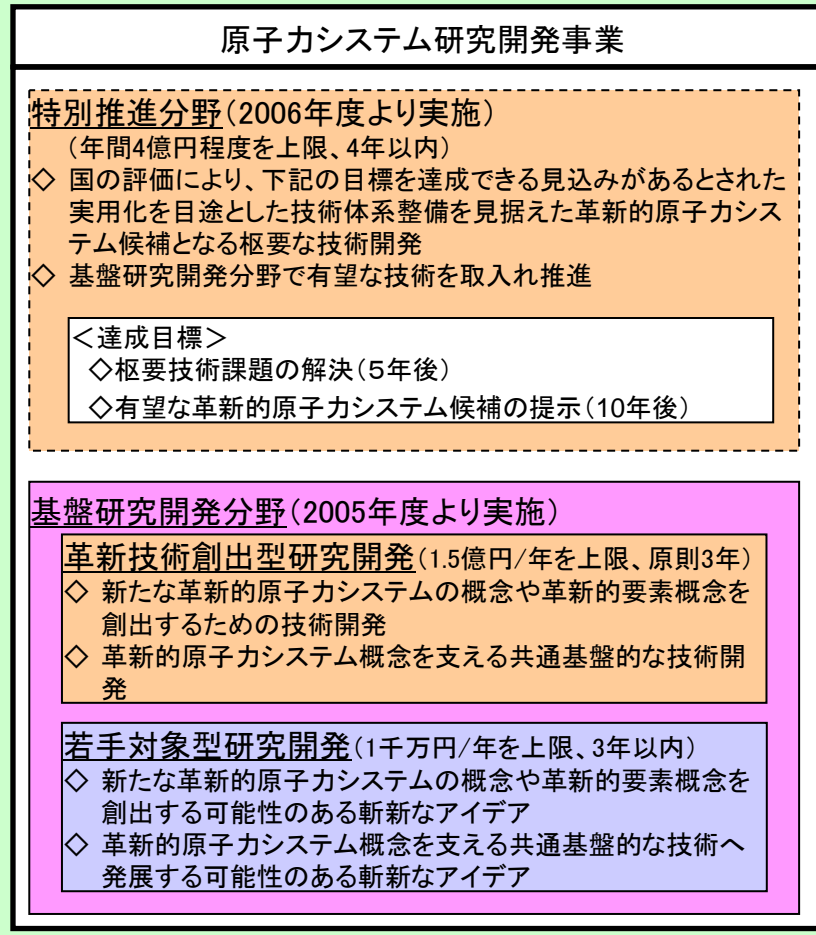 原子力システム研究開発事業
特別推進分野(2006年度より実施)
(年間4億円程度を上限、4年以内)
◇ 国の評価により、下記の目標を達成できる見込みがあるとされた
実用化を目途とした技術体系整備を見据えた革新的原子力シス
テム候補となる枢要な技術開発
◇ 基盤研究開発分野で有望な技術を取入れ推進
<達成目標>
◇枢要技術課題の解決(5年後)
◇有望な革新的原子力システム候補の提示(10年後)
基盤研究開発分野(2005年度より実施)
革新技術創出型研究開発(1.5億円/年を上限、原則3年)
◇ 新たな革新的原子力システムの概念や革新的要素概念を
創出するための技術開発
◇ 革新的原子力システム概念を支える共通基盤的な技術開
発
若手対象型研究開発(1千万円/年を上限、3年以内)
◇ 新たな革新的原子力システムの概念や革新的要素概念を
創出する可能性のある斬新なアイデア
◇ 革新的原子力システム概念を支える共通基盤的な技術へ
発展する可能性のある斬新なアイデア